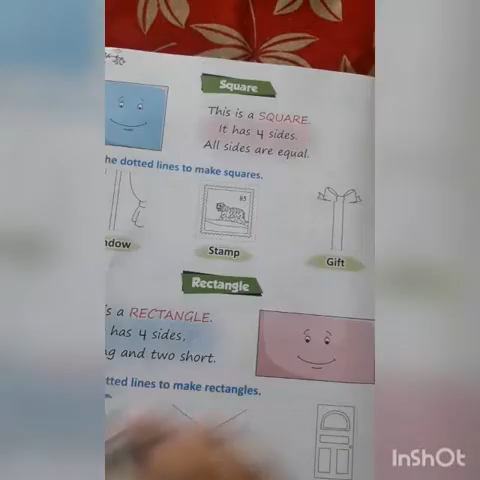 Square
This is a SQUARE.
It has 4 sides.
All sides are equal.
he dotted lines to make squares.
85
ndow
Stamp
Gift
Rectangle
's a RECTANGLE.
has 4 sides,
g and two short.
tted lines to make rectangles.
InShOt